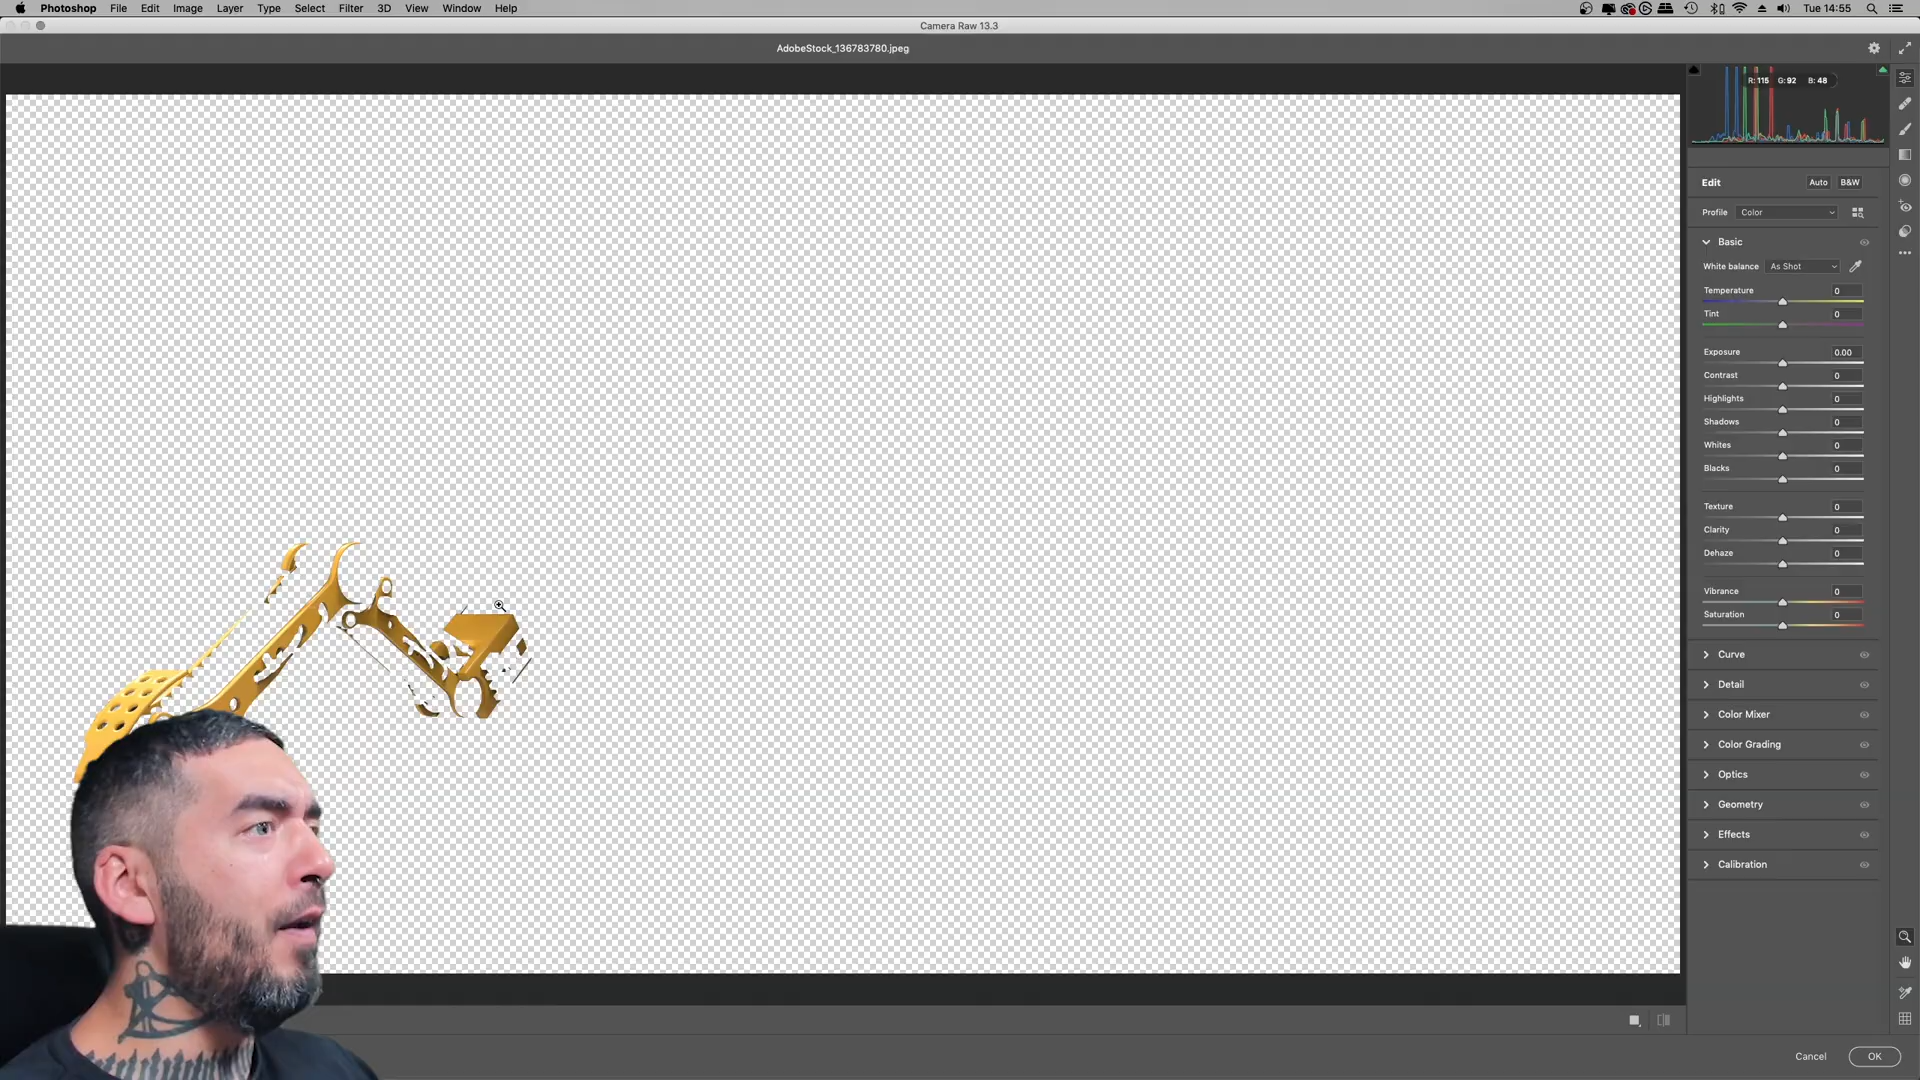 Photoshop File Edit Image Layer Type Select Filter 3D View Window Help Tue 14:55
Camera Raw 13.3
AdobeStock_136783780.jpeg
R: 115 G: 92 B: 48
Edit Auto B&W
Profile Color
Basic
White balance As Shot
Temperature 0
Tint 0
Exposure 0.00
Contrast 0
Highlights 0
Shadows 0
Whites 0
Blacks 0
Texture 0
Clarity 0
Dehaze 0
Vibrance 0
Saturation 0
Curve
Detail
Color Mixer
Color Grading
Optics
Geometry
Effects
Calibration
Cancel OK